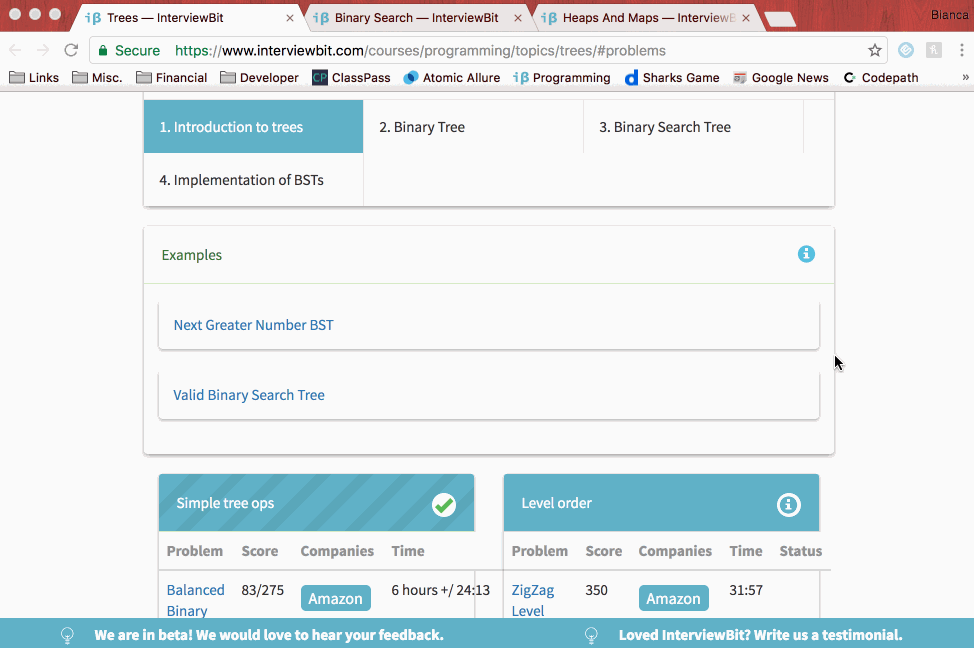 Trees — InterviewBit
Binary Search — InterviewBit
Heaps And Maps — InterviewBit
Bianca
Secure https://www.interviewbit.com/courses/programming/topics/trees/#problems
Links Misc. Financial Developer CP ClassPass Atomic Allure iβ Programming Sharks Game Google News Codepath »
1. Introduction to trees 2. Binary Tree 3. Binary Search Tree
4. Implementation of BSTs
Examples
Next Greater Number BST
Valid Binary Search Tree
Simple tree ops
Problem Score Companies Time
Balanced 83/275 Amazon 6 hours +/ 24:13
Binary
Level order
Problem Score Companies Time Status
ZigZag 350 Amazon 31:57
Level
We are in beta! We would love to hear your feedback.
Loved InterviewBit? Write us a testimonial.